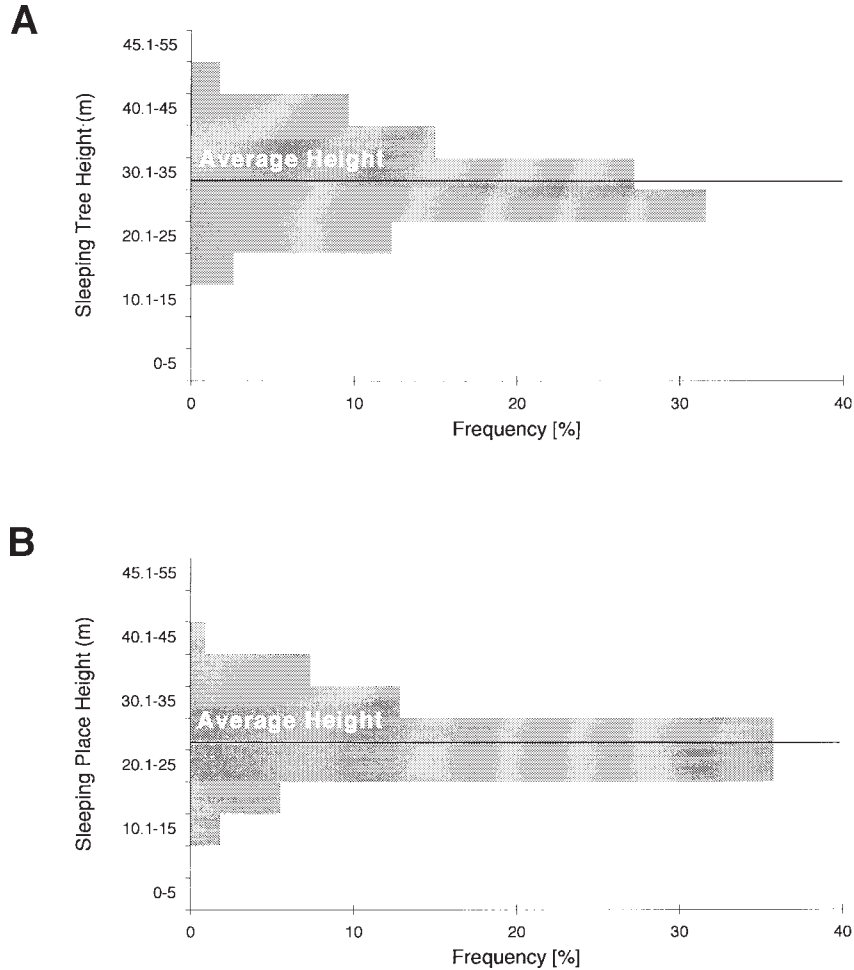 A
Sleeping Tree Height (m)
45.1-55
40.1-45
30.1-35
20.1-25
10.1-15
0-5
Average Height
0 10 20 30 40
Frequency [%]
B
Sleeping Place Height (m)
45.1-55
40.1-45
30.1-35
20.1-25
10.1-15
0-5
Average Height
0 10 20 30 40
Frequency [%]